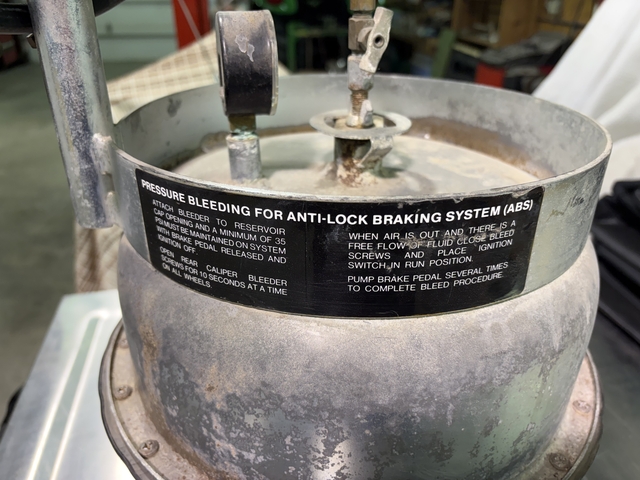 PRESSURE BLEEDING FOR ANTI-LOCK BRAKING SYSTEM (ABS)
ATTACH BLEEDER TO RESERVOIR
CAP OPENING AND A MINIMUM OF 35
PSI MUST BE MAINTAINED ON SYSTEM
WITH BRAKE PEDAL RELEASED AND
IGNITION OFF
OPEN REAR CALIPER BLEEDER
SCREWS FOR 10 SECONDS AT A TIME
ON ALL WHEELS.
WHEN AIR IS OUT AND THERE IS A
FREE FLOW OF FLUID CLOSE BLEED
SCREWS AND PLACE IGNITION
SWITCH IN RUN POSITION.
PUMP BRAKE PEDAL SEVERAL TIMES
TO COMPLETE BLEED PROCEDURE.